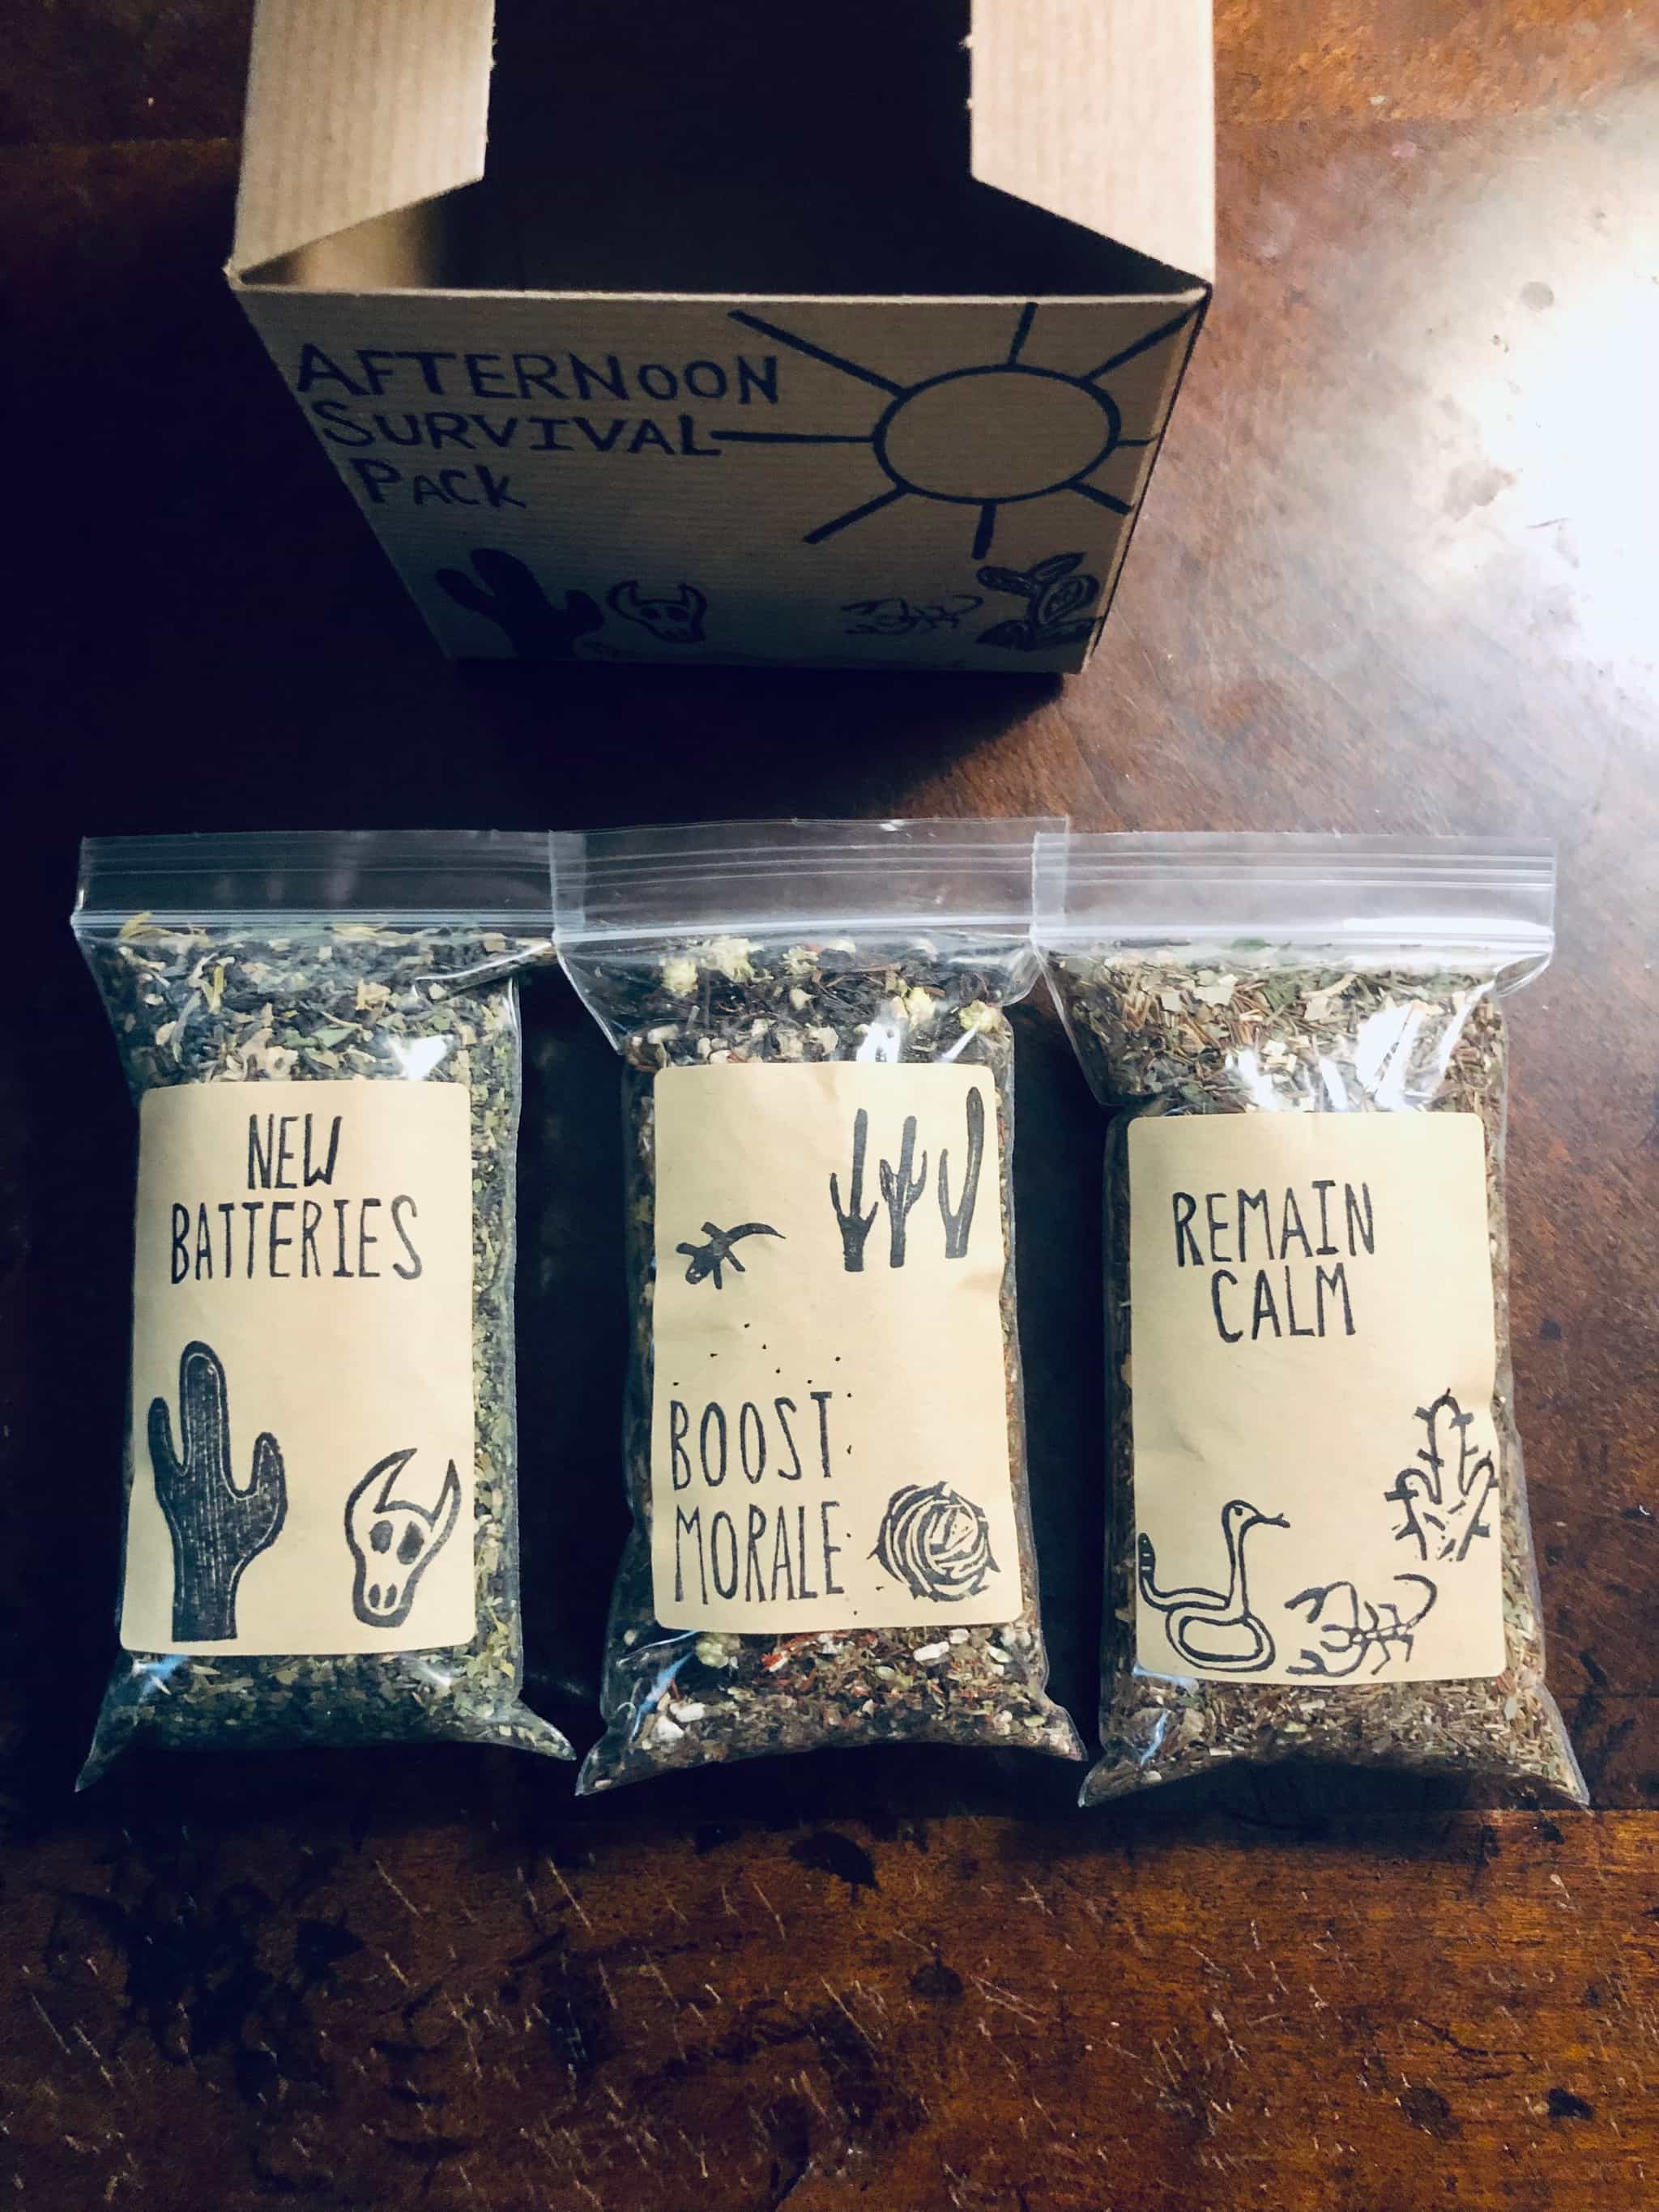 AFTERNOON
SURVIVAL
PACK
NEW
BATTERIES
BOOST
MORALE
REMAIN
CALM